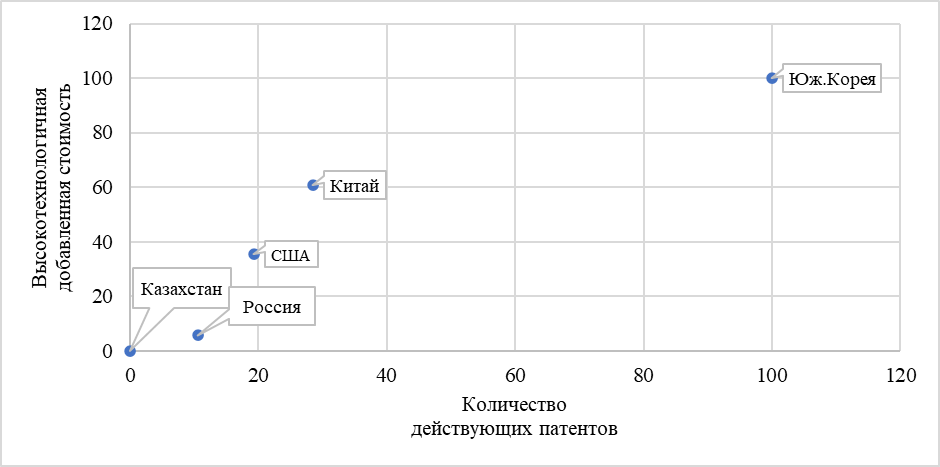 120
100
80
60
40
20
0
Высокотехнологичная
добавленная стоимость
Юж.Корея
Китай
США
Казахстан
Россия
0 20 40 60 80 100 120
Количество
действующих патентов